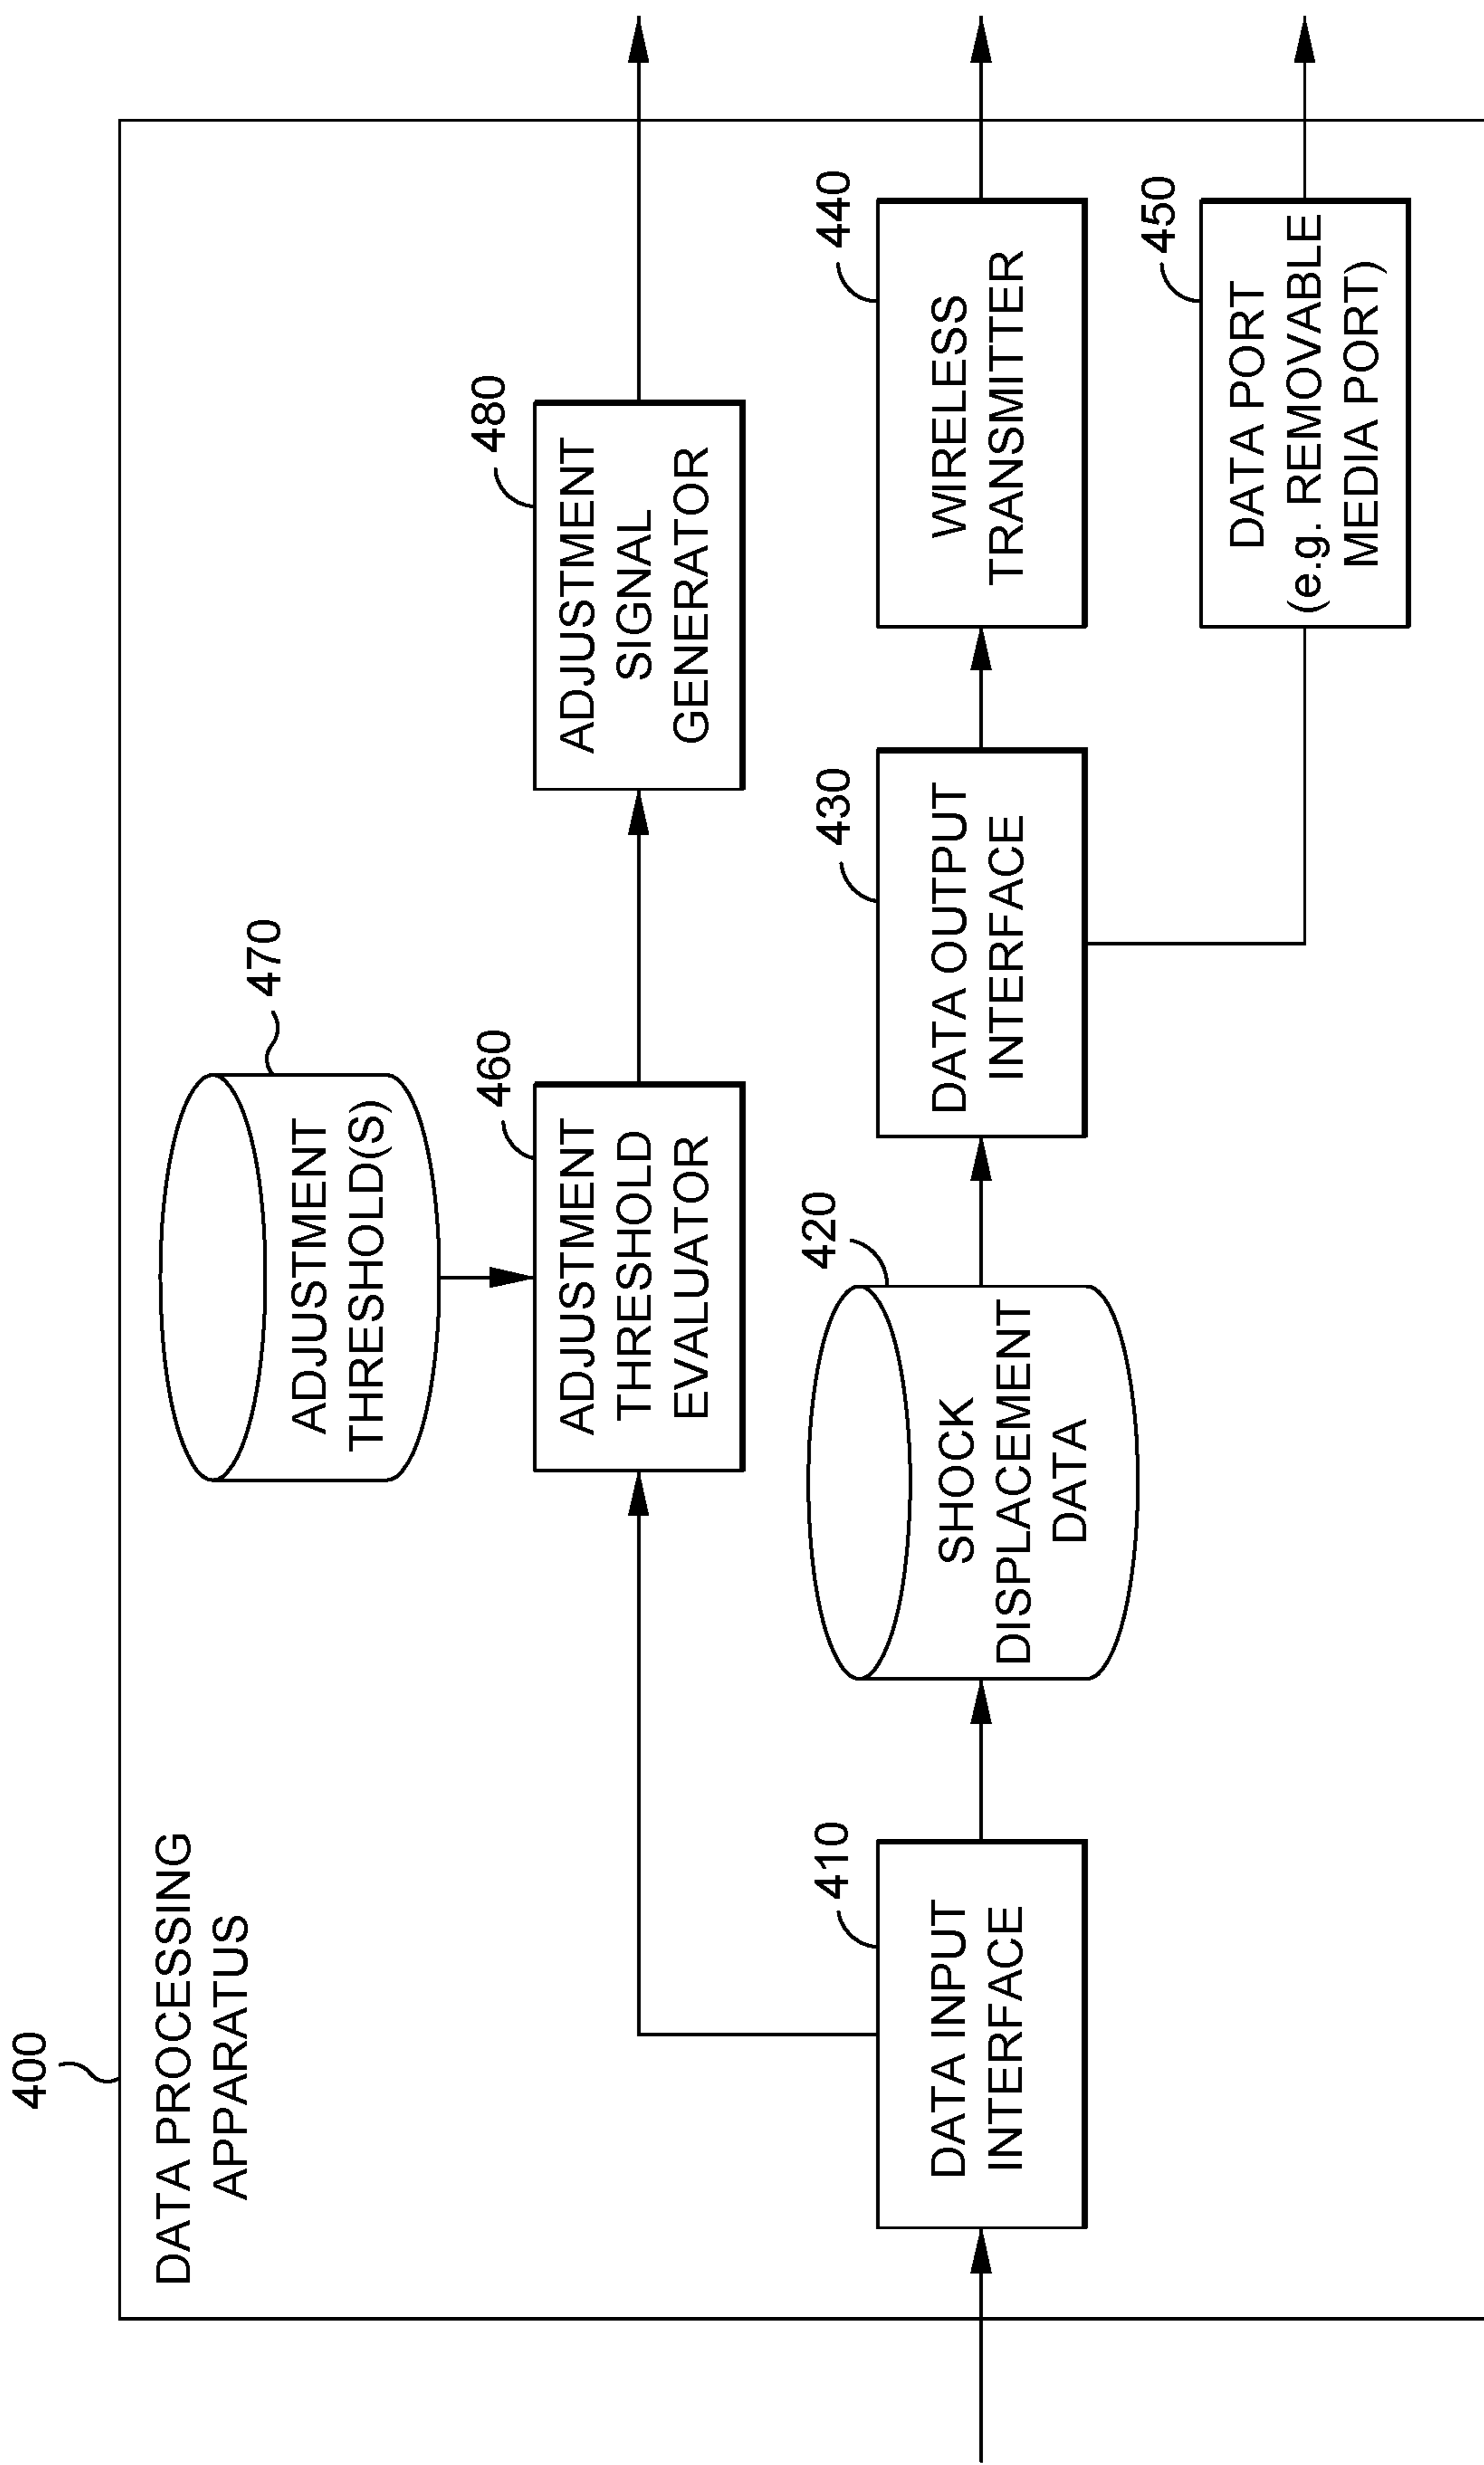 400
DATA PROCESSING
APPARATUS
470
ADJUSTMENT
THRESHOLD(S)
460
ADJUSTMENT
THRESHOLD
EVALUATOR
480
ADJUSTMENT
SIGNAL
GENERATOR
410
DATA INPUT
INTERFACE
420
SHOCK
DISPLACEMENT
DATA
430
DATA OUTPUT
INTERFACE
440
WIRELESS
TRANSMITTER
450
DATA PORT
(e.g. REMOVABLE
MEDIA PORT)